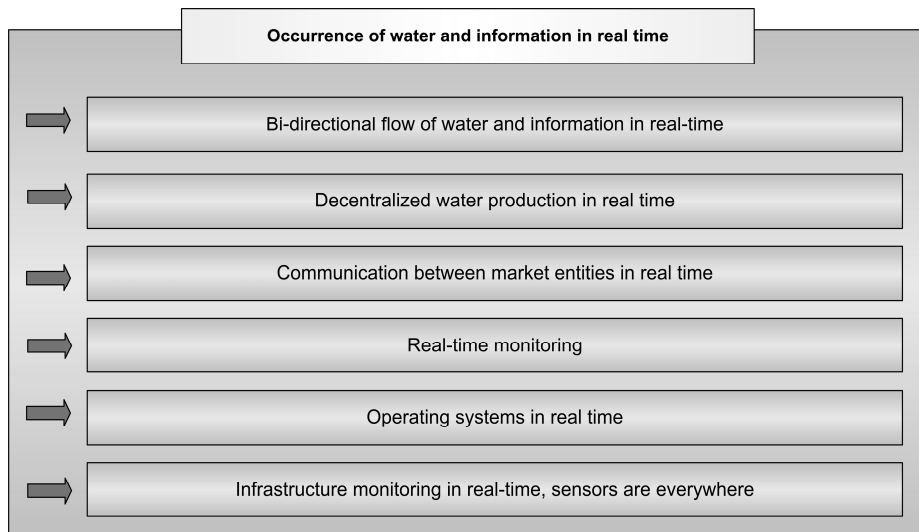 Occurrence of water and information in real time
Bi-directional flow of water and information in real-time
Decentralized water production in real time
Communication between market entities in real time
Real-time monitoring
Operating systems in real time
Infrastructure monitoring in real-time, sensors are everywhere